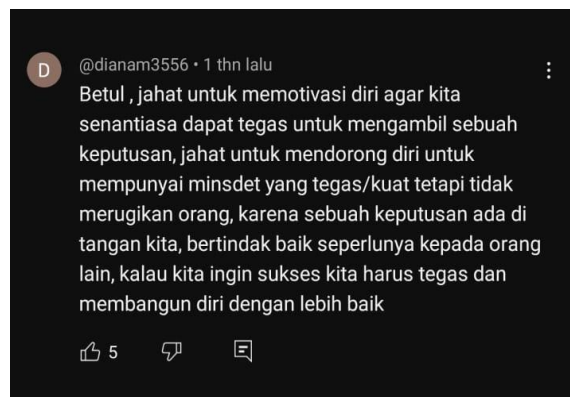 D
@dianam3556 • 1 thn lalu
Betul , jahat untuk memotivasi diri agar kita
senantiasa dapat tegas untuk mengambil sebuah
keputusan, jahat untuk mendorong diri untuk
mempunyai minsdet yang tegas/kuat tetapi tidak
merugikan orang, karena sebuah keputusan ada di
tangan kita, bertindak baik seperlunya kepada orang
lain, kalau kita ingin sukses kita harus tegas dan
membangun diri dengan lebih baik
5